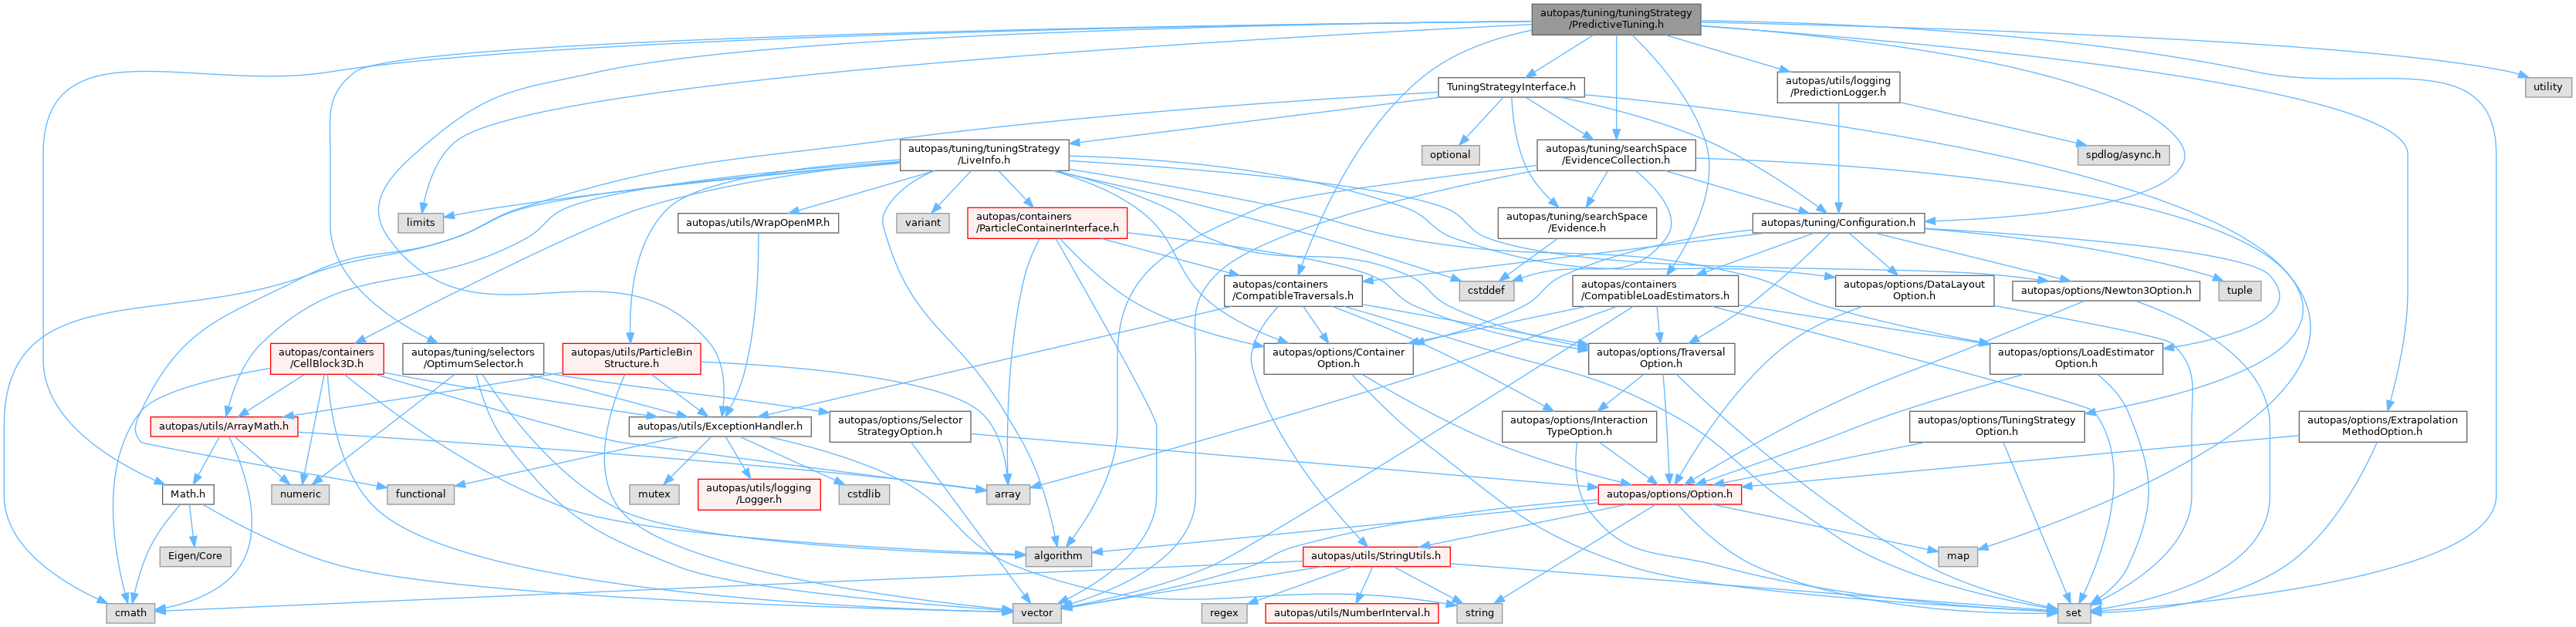 autopas/tuning/tuningStrategy
/PredictiveTuning.h
TuningStrategyInterface.h
autopas/utils/logging
/PredictionLogger.h
utility
autopas/tuning/tuningStrategy
/LiveInfo.h
optional
autopas/tuning/searchSpace
/EvidenceCollection.h
spdlog/async.h
limits
autopas/utils/WrapOpenMP.h
variant
autopas/containers
/ParticleContainerInterface.h
autopas/tuning/searchSpace
/Evidence.h
autopas/tuning/Configuration.h
cstddef
autopas/containers
/CompatibleTraversals.h
autopas/containers
/CompatibleLoadEstimators.h
autopas/options/DataLayout
Option.h
autopas/options/Newton3Option.h
tuple
autopas/containers
/CellBlock3D.h
autopas/tuning/selectors
/OptimumSelector.h
autopas/utils/ParticleBin
Structure.h
autopas/options/Container
Option.h
autopas/options/Traversal
Option.h
autopas/options/LoadEstimator
Option.h
autopas/utils/ArrayMath.h
autopas/utils/ExceptionHandler.h
autopas/options/Selector
StrategyOption.h
autopas/options/Interaction
TypeOption.h
autopas/options/TuningStrategy
Option.h
autopas/options/Extrapolation
MethodOption.h
Math.h
numeric
functional
mutex
autopas/utils/logging
/Logger.h
cstdlib
array
autopas/options/Option.h
Eigen/Core
algorithm
autopas/utils/StringUtils.h
map
cmath
vector
regex
autopas/utils/NumberInterval.h
string
set